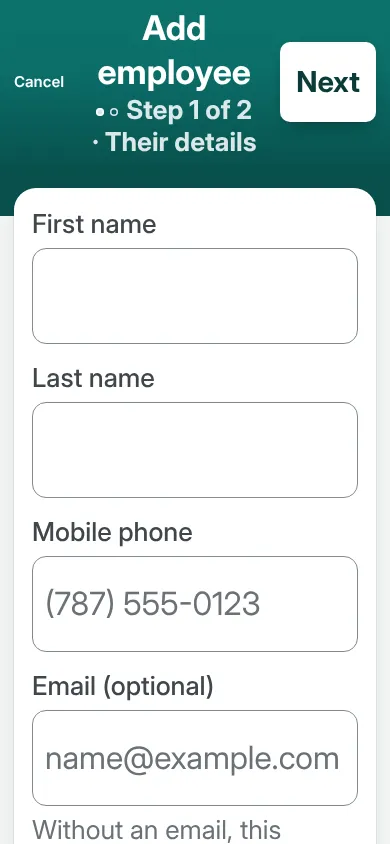 Cancel
Add
employee
Step 1 of 2
· Their details
Next
First name
Last name
Mobile phone
(787) 555-0123
Email (optional)
name@example.com
Without an email, this